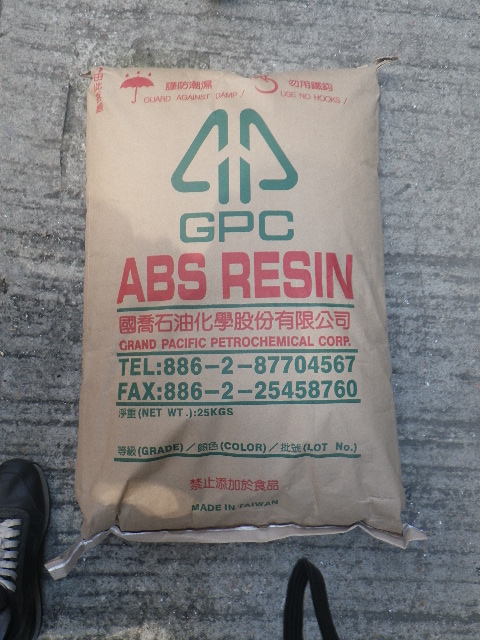 膠防潮濕 勿用鐵鈎
GUARD AGAINST DAMP / USE NO HOOKS /
GPC
ABS RESIN
國喬石油化學股份有限公司
GRAND PACIFIC PETROCHEMICAL CORP.
TEL:886-2-87704567
FAX:886-2-25458760
淨重(NET WT.):25KGS
等級(GRADE)/顏色(COLOR)/批號(LOT No.)
禁止添加於食品
MADE IN TAIWAN